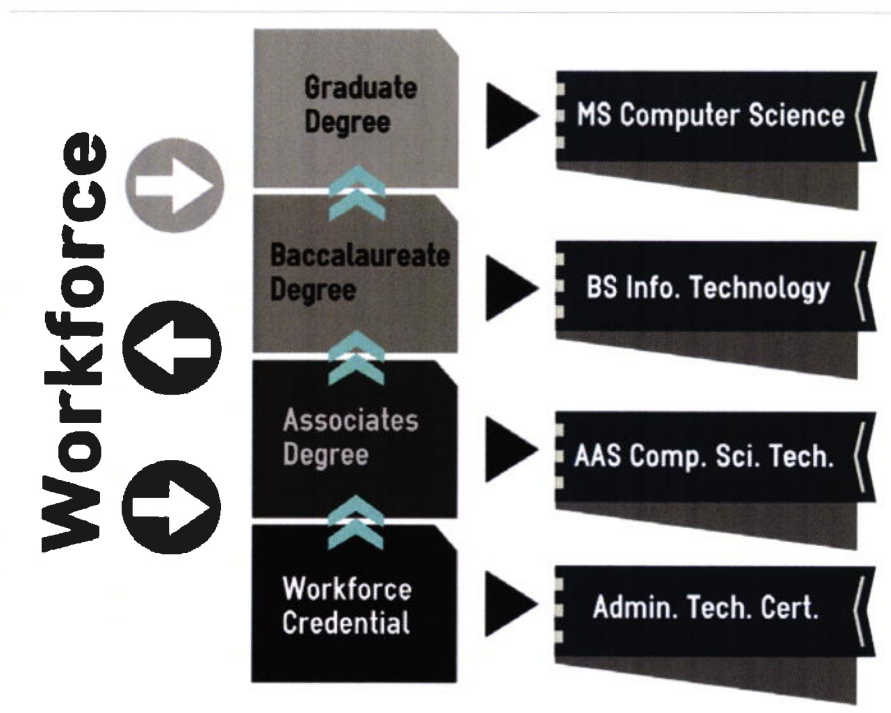 Workforce
Graduate
Degree
MS Computer Science
Baccalaureate
Degree
BS Info. Technology
Associates
Degree
AAS Comp. Sci. Tech.
Workforce
Credential
Admin. Tech. Cert.